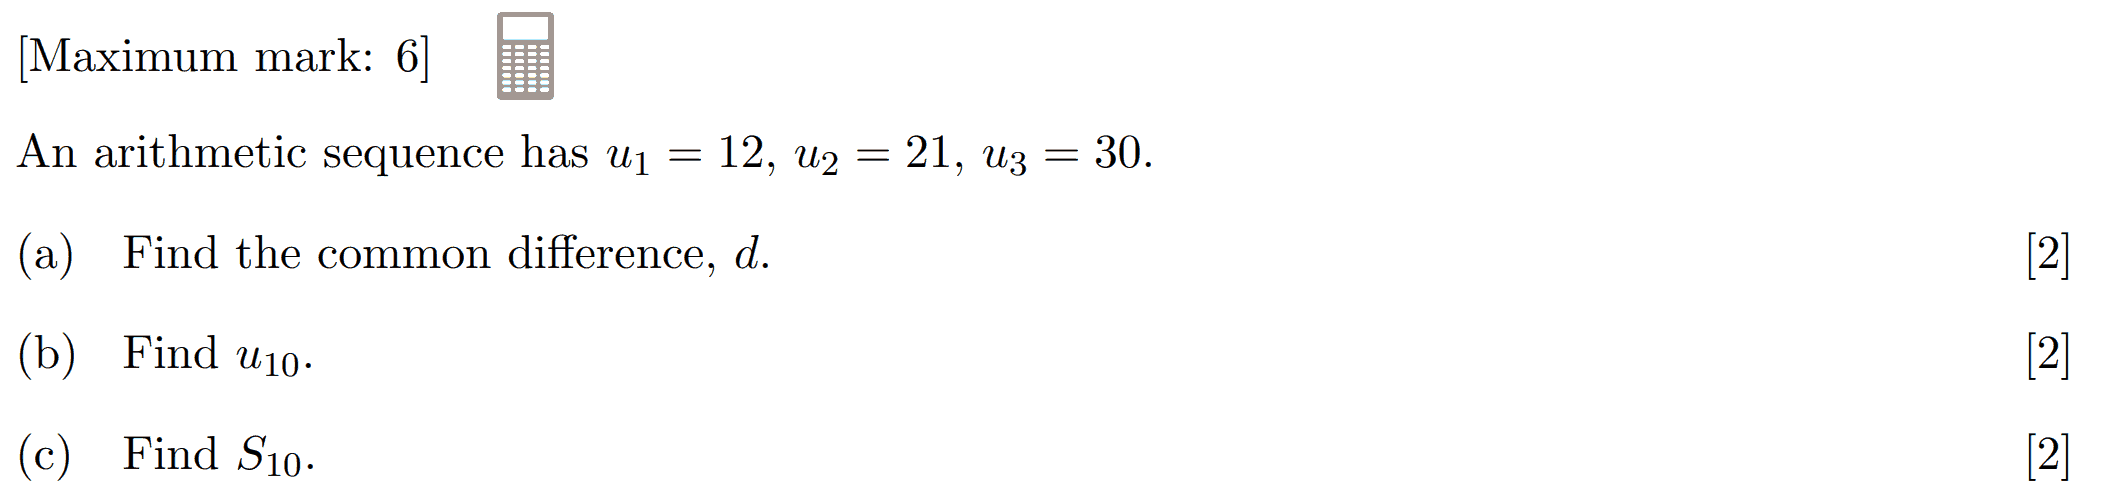 [Maximum mark: 6]
An arithmetic sequence has u₁ = 12, u₂ = 21, u₃ = 30.
(a) Find the common difference, d. [2]
(b) Find u₁₀. [2]
(c) Find S₁₀. [2]